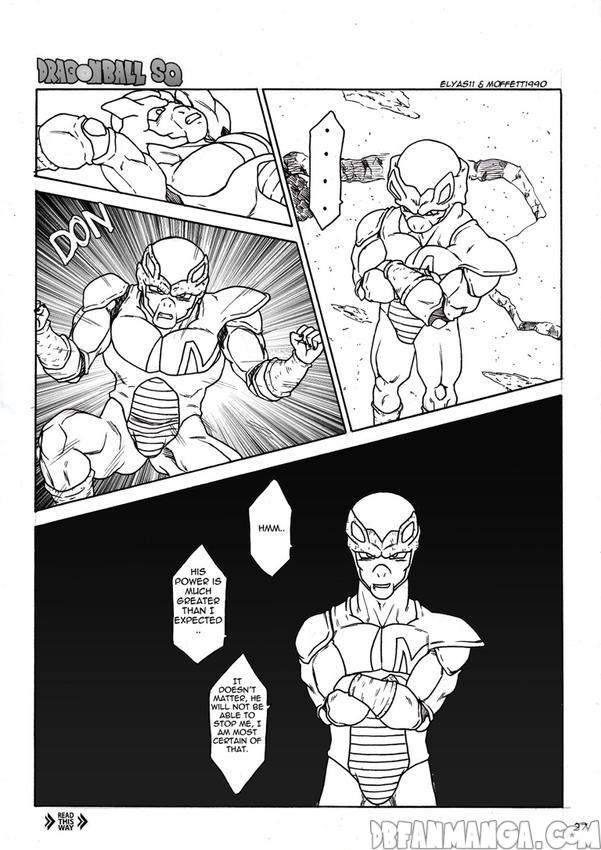 DRAGONBALL SQ
ELYAS11 & MOFFETT1990
. . . .
DON
HMM..
HIS
POWER IS
MUCH
GREATER
THAN I
EXPECTED
..
IT
DOESN'T
MATTER, HE
WILL NOT BE
ABLE TO
STOP ME, I
AM MOST
CERTAIN OF
THAT.
READ
THIS
WAY
DBFANMANGA.COM